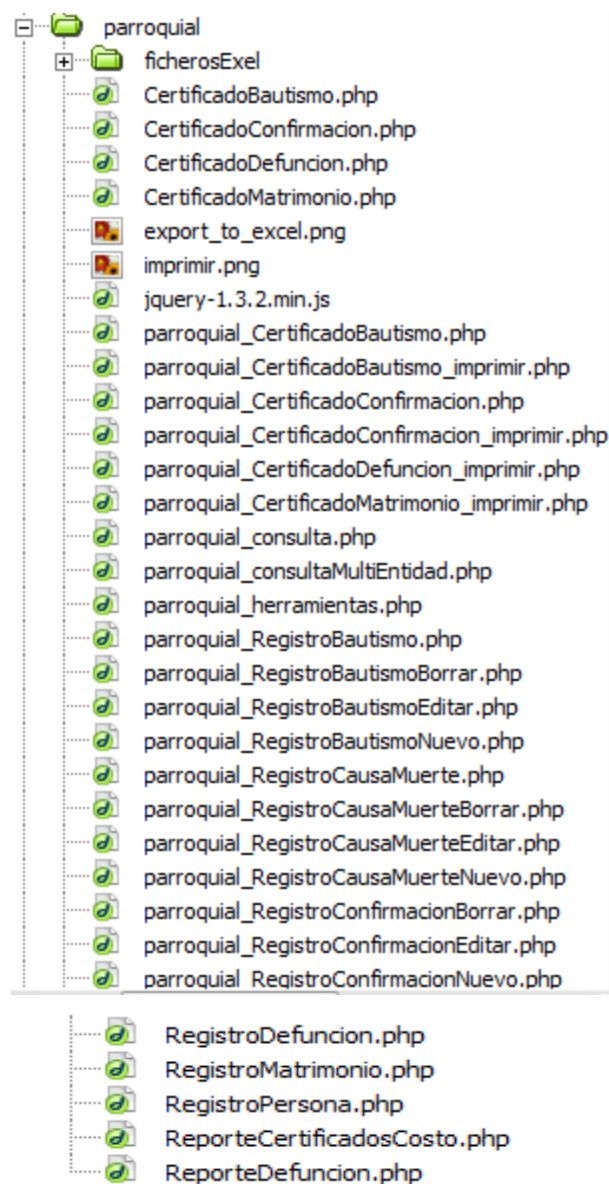 parroquial
ficherosExel
CertificadoBautismo.php
CertificadoConfirmacion.php
CertificadoDefuncion.php
CertificadoMatrimonio.php
export_to_excel.png
imprimir.png
jquery-1.3.2.min.js
parroquial_CertificadoBautismo.php
parroquial_CertificadoBautismo_imprimir.php
parroquial_CertificadoConfirmacion.php
parroquial_CertificadoConfirmacion_imprimir.php
parroquial_CertificadoDefuncion_imprimir.php
parroquial_CertificadoMatrimonio_imprimir.php
parroquial_consulta.php
parroquial_consultaMultiEntidad.php
parroquial_herramientas.php
parroquial_RegistroBautismo.php
parroquial_RegistroBautismoBorrar.php
parroquial_RegistroBautismoEditar.php
parroquial_RegistroBautismoNuevo.php
parroquial_RegistroCausaMuerte.php
parroquial_RegistroCausaMuerteBorrar.php
parroquial_RegistroCausaMuerteEditar.php
parroquial_RegistroCausaMuerteNuevo.php
parroquial_RegistroConfirmacionBorrar.php
parroquial_RegistroConfirmacionEditar.php
parroquial_RegistroConfirmacionNuevo.php
RegistroDefuncion.php
RegistroMatrimonio.php
RegistroPersona.php
ReporteCertificadosCosto.php
ReporteDefuncion.php